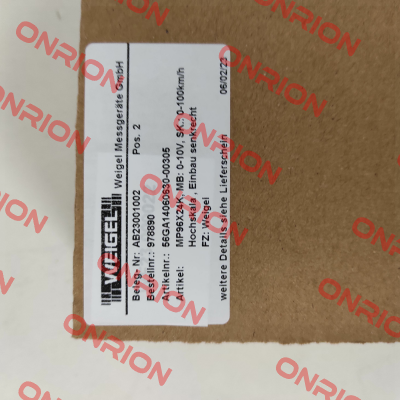 WEIGEL
Weigel Messgeräte GmbH
Beleg- Nr: AB23001002 Pos. 2
Bestellnr.: 978890
Artikelnr.: 56GA14060630-00305
Artikel: MP96X24K, MB: 0-10V, SK.: 0-100km/h
Hochskala , Einbau senkrecht
FZ: Weigel
weitere Details siehe Lieferschein 06/02/23
ONRION
ONRION
ONRION
ONRION
ONRION
ONRION
ONRION
ONRION
ONRION